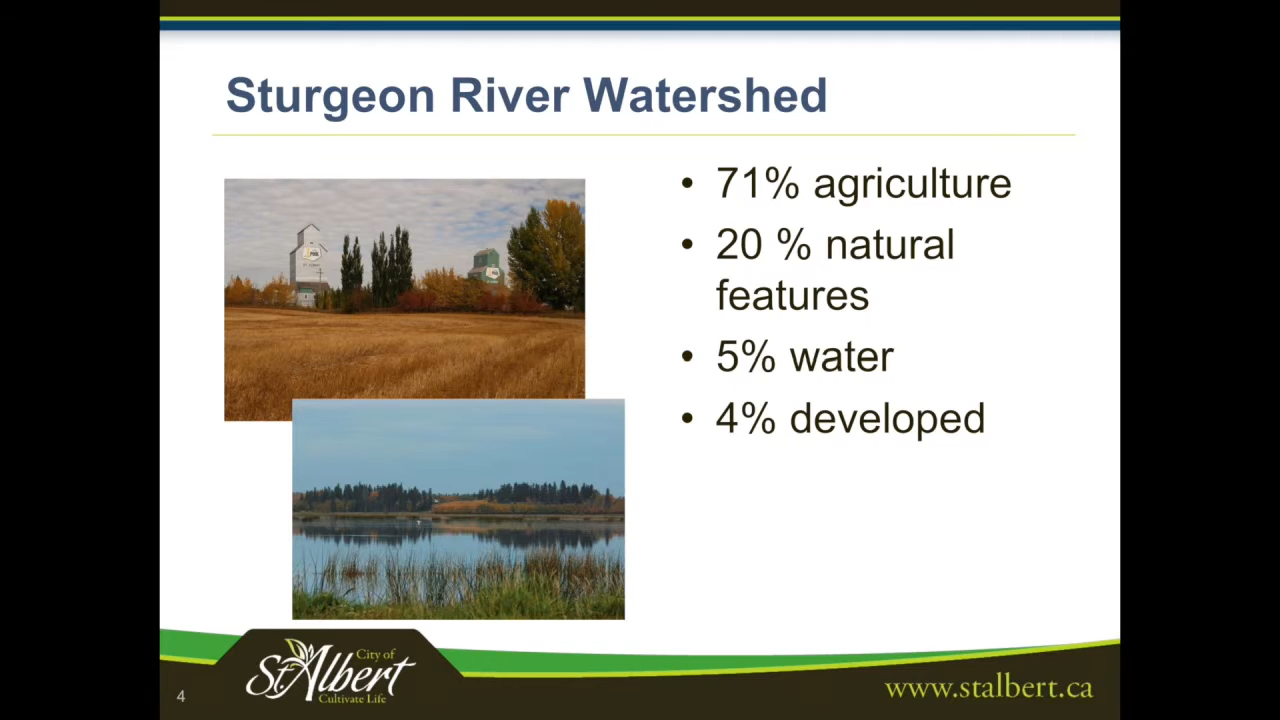 Sturgeon River Watershed
• 71% agriculture
• 20 % natural
features
• 5% water
• 4% developed
City of
St. Albert
Cultivate Life
4
www.stalbert.ca